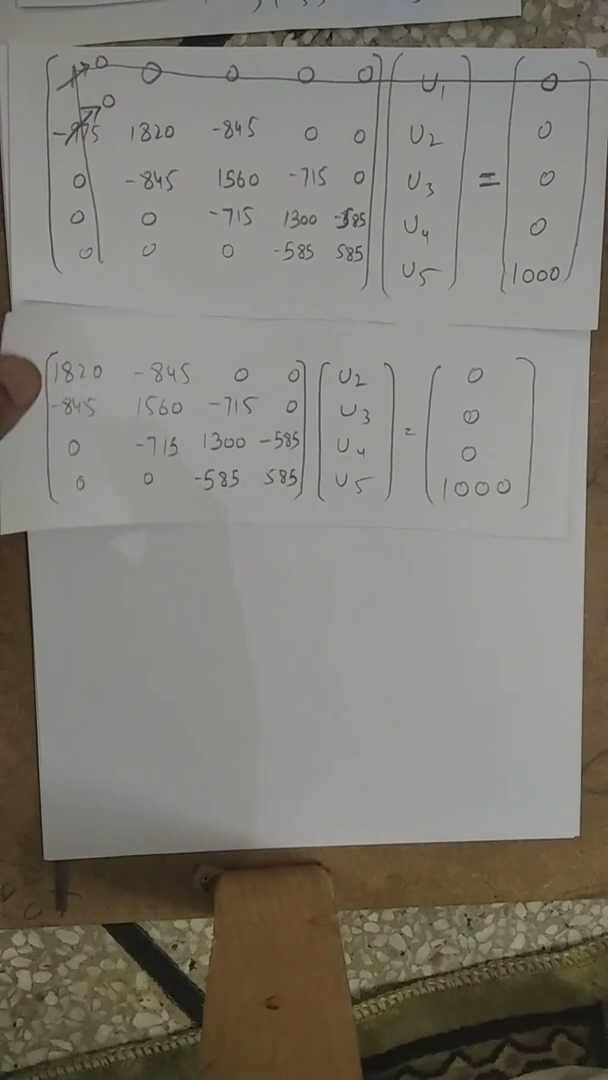 1→0 0 0 0 0 U1 0
-975→0 1820 -845 0 0 U2 0
0 -845 1560 -715 0 U3 = 0
0 0 -715 1300 -585 U4 0
0 0 0 -585 585 U5 1000
1820 -845 0 0 U2 0
-845 1560 -715 0 U3 = 0
0 -715 1300 -585 U4 0
0 0 -585 585 U5 1000